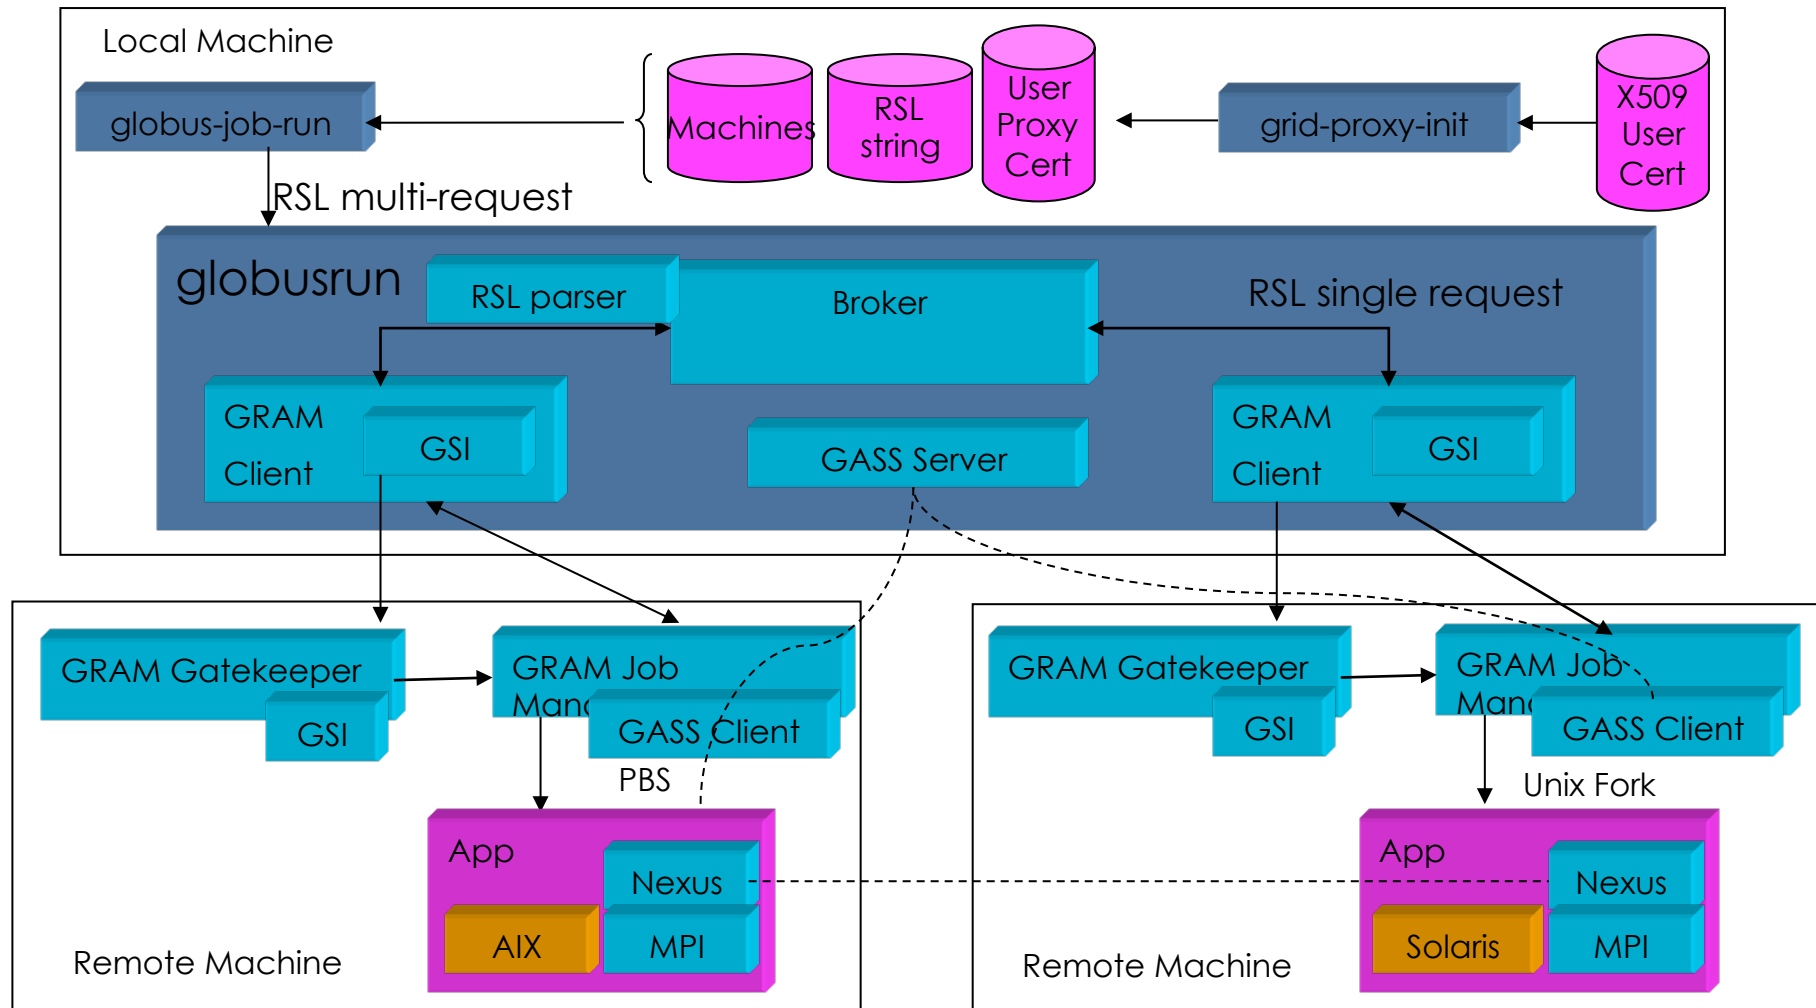 Local Machine
globus-job-run
Machines
RSL
string
User
Proxy
Cert
grid-proxy-init
X509
User
Cert
RSL multi-request
globusrun
RSL parser
Broker
RSL single request
GRAM
Client
GSI
GASS Server
GRAM
Client
GSI
GRAM Gatekeeper
GSI
GRAM Job
GASS Client
PBS
App
Nexus
AIX
MPI
Remote Machine
GRAM Gatekeeper
GSI
GRAM Job
GASS Client
Unix Fork
App
Nexus
Solaris
MPI
Remote Machine